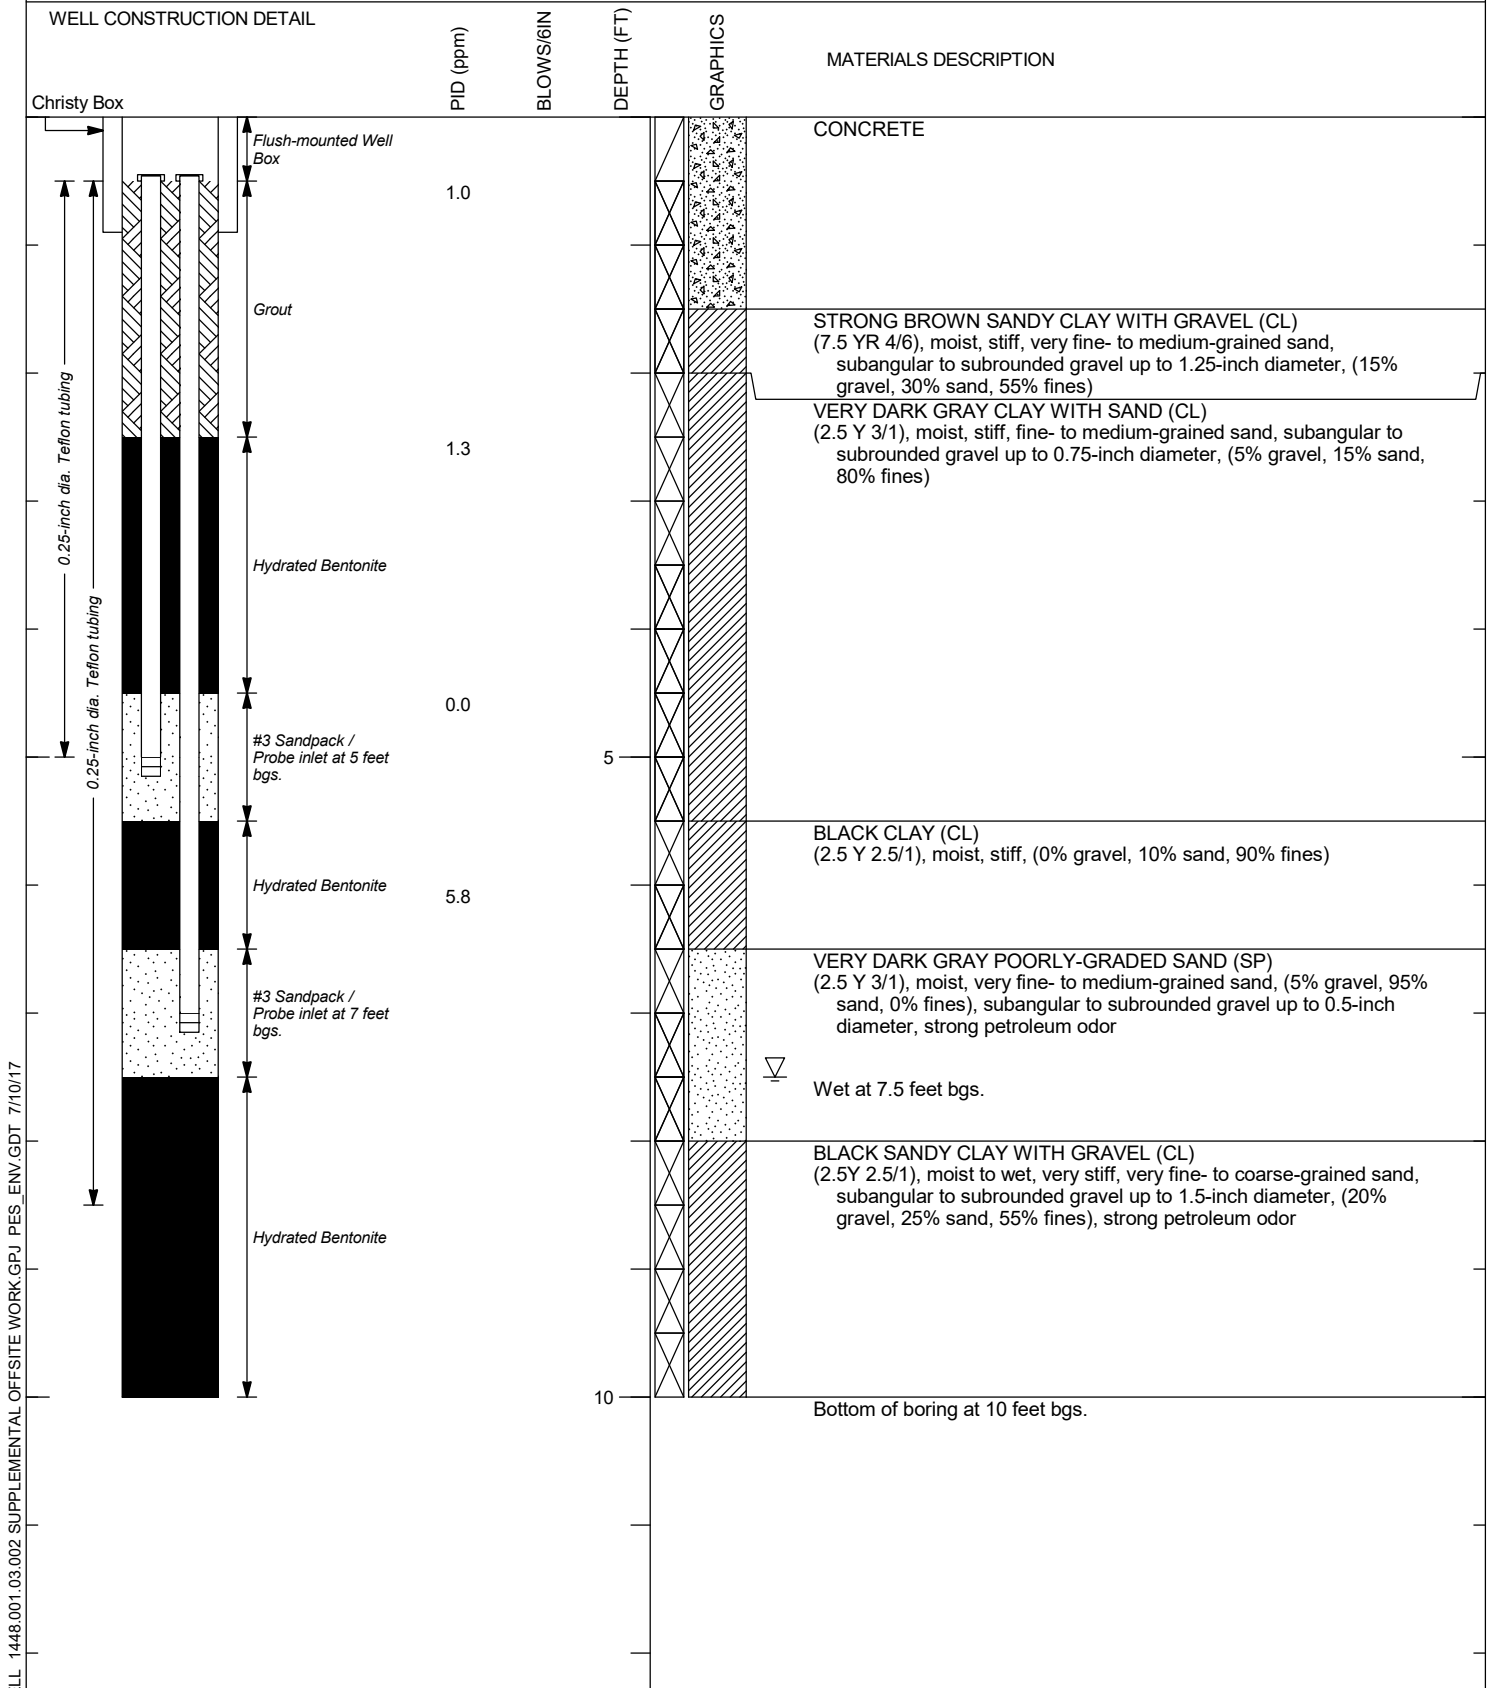 WELL CONSTRUCTION DETAIL
PID (ppm)
BLOWS/6IN
DEPTH (FT)
GRAPHICS
MATERIALS DESCRIPTION
Christy Box
Flush-mounted Well
Box
CONCRETE
1.0
Grout
STRONG BROWN SANDY CLAY WITH GRAVEL (CL)
(7.5 YR 4/6), moist, stiff, very fine- to medium-grained sand,
subangular to subrounded gravel up to 1.25-inch diameter, (15%
gravel, 30% sand, 55% fines)
VERY DARK GRAY CLAY WITH SAND (CL)
(2.5 Y 3/1), moist, stiff, fine- to medium-grained sand, subangular to
subrounded gravel up to 0.75-inch diameter, (5% gravel, 15% sand,
80% fines)
1.3
0.25-inch dia. Teflon tubing
0.25-inch dia. Teflon tubing
Hydrated Bentonite
0.0
#3 Sandpack /
Probe inlet at 5 feet
bgs.
5
BLACK CLAY (CL)
(2.5 Y 2.5/1), moist, stiff, (0% gravel, 10% sand, 90% fines)
Hydrated Bentonite
5.8
VERY DARK GRAY POORLY-GRADED SAND (SP)
(2.5 Y 3/1), moist, very fine- to medium-grained sand, (5% gravel, 95%
sand, 0% fines), subangular to subrounded gravel up to 0.5-inch
diameter, strong petroleum odor
#3 Sandpack /
Probe inlet at 7 feet
bgs.
Wet at 7.5 feet bgs.
BLACK SANDY CLAY WITH GRAVEL (CL)
(2.5Y 2.5/1), moist to wet, very stiff, very fine- to coarse-grained sand,
subangular to subrounded gravel up to 1.5-inch diameter, (20%
gravel, 25% sand, 55% fines), strong petroleum odor
Hydrated Bentonite
10
Bottom of boring at 10 feet bgs.
1448.001.03.002 SUPPLEMENTAL OFFSITE WORK.GPJ PES_ENV.GDT 7/10/17